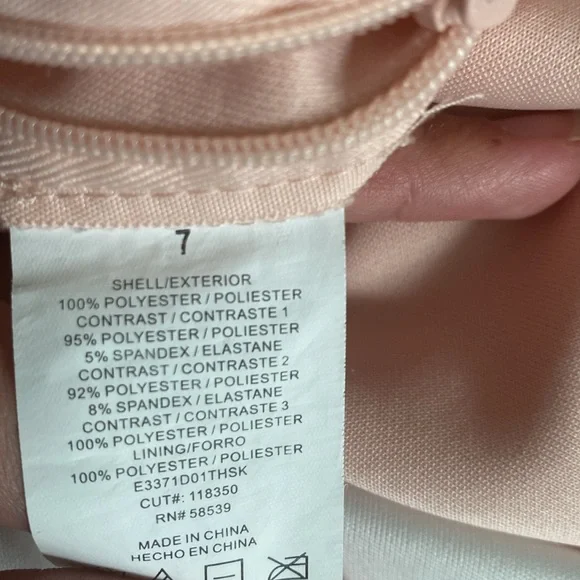 7
SHELL/EXTERIOR
100% POLYESTER / POLIESTER
CONTRAST / CONTRASTE 1
95% POLYESTER / POLIESTER
5% SPANDEX / ELASTANE
CONTRAST / CONTRASTE 2
92% POLYESTER / POLIESTER
8% SPANDEX / ELASTANE
CONTRAST / CONTRASTE 3
100% POLYESTER / POLIESTER
LINING/FORRO
100% POLYESTER / POLIESTER
E3371D01THSK
CUT#: 118350
RN# 58539
MADE IN CHINA
HECHO EN CHINA